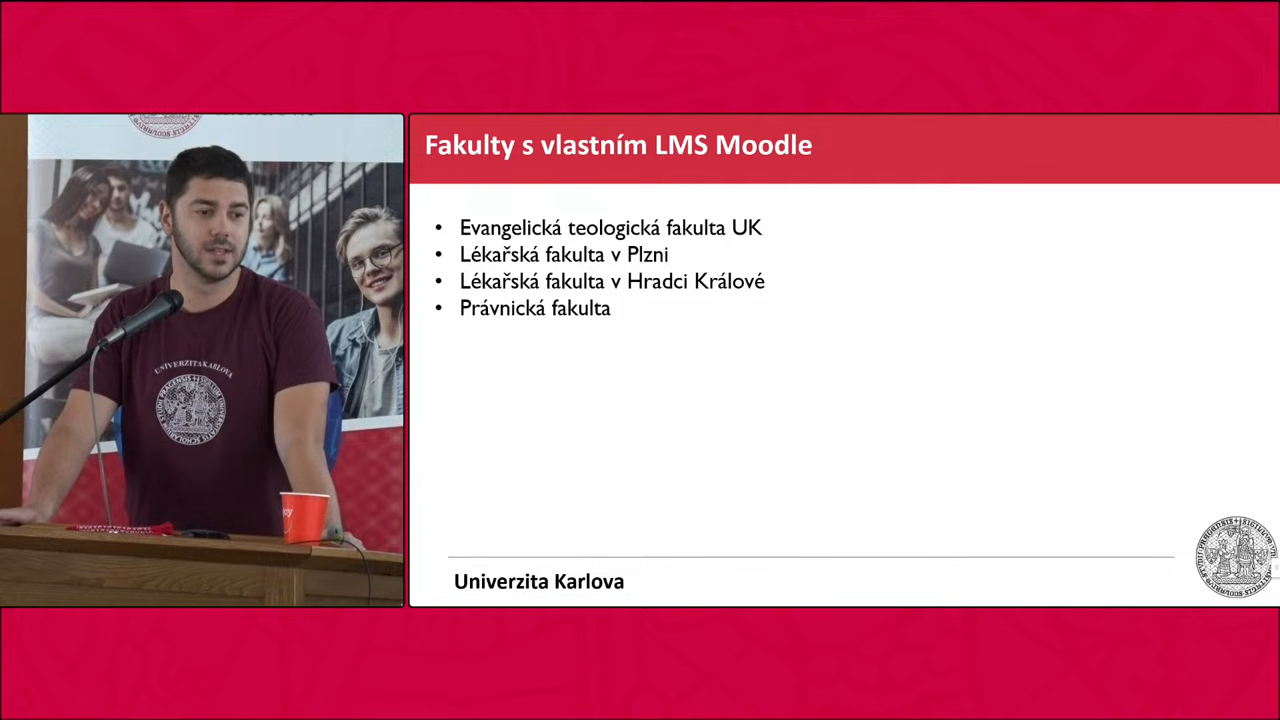 Fakulty s vlastním LMS Moodle
• Evangelická teologická fakulta UK
• Lékařská fakulta v Plzni
• Lékařská fakulta v Hradci Králové
• Právnická fakulta
Univerzita Karlova
UNIVERZITA KARLOVA